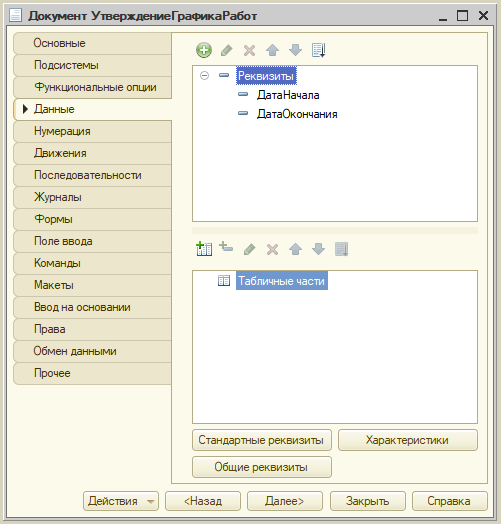 Документ УтверждениеГрафикаРабот
Основные
Подсистемы
Функциональные опции
Данные
Нумерация
Движения
Последовательности
Журналы
Формы
Поле ввода
Команды
Макеты
Ввод на основании
Права
Обмен данными
Прочее
Реквизиты
ДатаНачала
ДатаОкончания
Табличные части
Стандартные реквизиты
Характеристики
Общие реквизиты
Действия
<Назад
Далее>
Закрыть
Справка